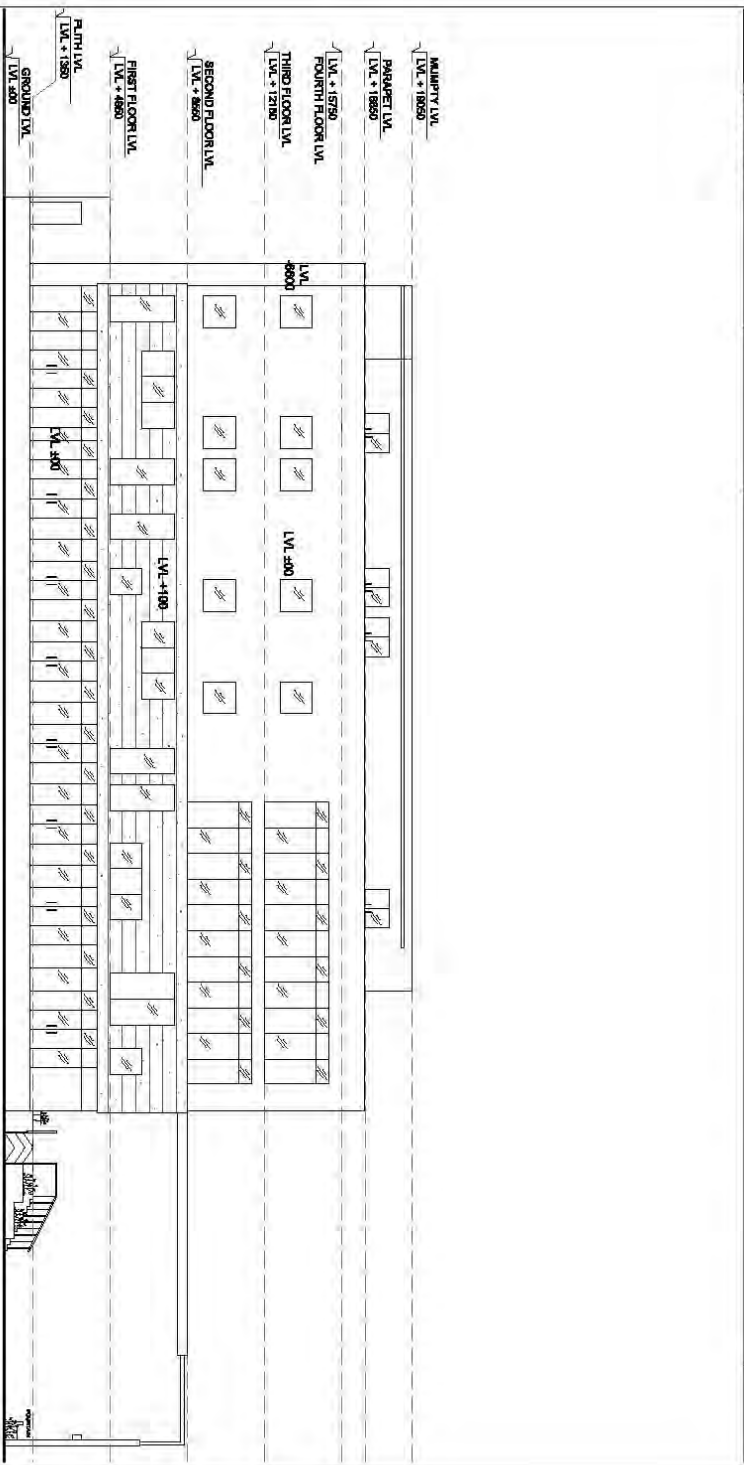 MUMPTY LVL
LVL + 19050
PARAPET LVL
LVL + 16850
LVL + 15750
FOURTH FLOOR LVL
THIRD FLOOR LVL
LVL + 12150
SECOND FLOOR LVL
LVL + 8550
FIRST FLOOR LVL
LVL + 4950
PLITH LVL
LVL + 1350
GROUND LVL
LVL ±00
LVL
-6600
LVL ±00
LVL +100
LVL ±00